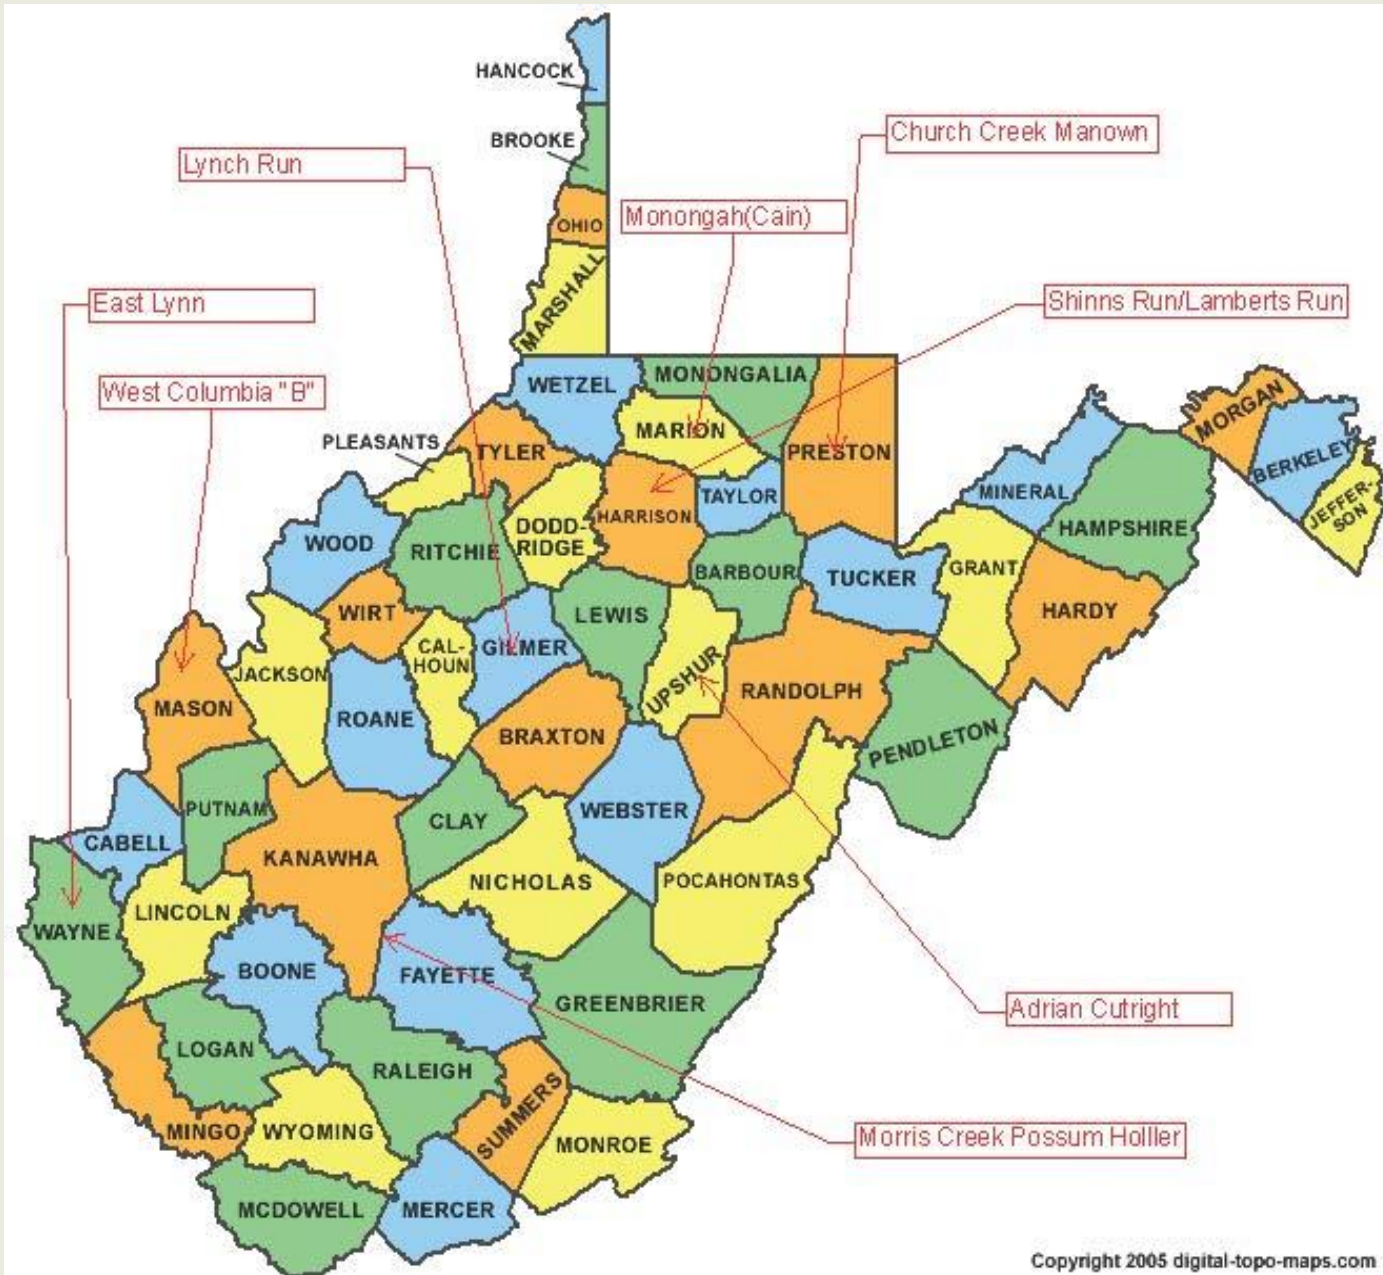 HANCOCK
BROOKE
Church Creek Manown
Lynch Run
OHIO
Monongah(Cain)
MARSHALL
East Lynn
Shinns Run/Lamberts Run
West Columbia "B"
WETZEL
MONONGALIA
MORGAN
PLEASANTS
TYLER
MARION
PRESTON
BERKELEY
MINERAL
TAYLOR
JEFFER-
SON
HARRISON
DODD-
RIDGE
HAMPSHIRE
WOOD
RITCHIE
BARBOUR
TUCKER
GRANT
WIRT
LEWIS
HARDY
CAL-
HOUN
GILMER
JACKSON
UPSHUR
RANDOLPH
MASON
ROANE
BRAXTON
PENDLETON
PUTNAM
CLAY
WEBSTER
CABELL
KANAWHA
NICHOLAS
POCAHONTAS
LINCOLN
WAYNE
BOONE
FAYETTE
GREENBRIER
Adrian Cutright
LOGAN
RALEIGH
SUMMERS
MINGO
WYOMING
MONROE
Morris Creek Possum Holller
MCDOWELL
MERCER
Copyright 2005 digital-topo-maps.com